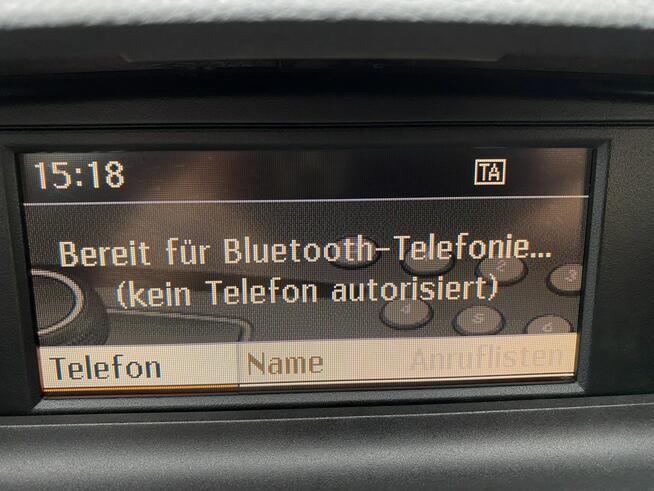 15:18 TA
Bereit für Bluetooth-Telefonie...
(kein Telefon autorisiert)
Telefon Name Anruflisten